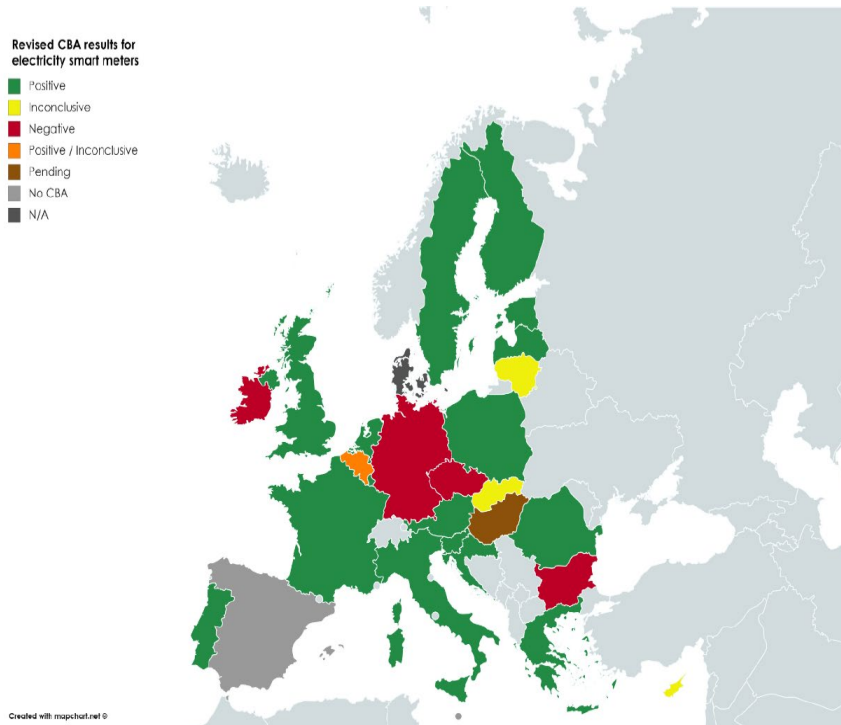 Revised CBA results for
electricity smart meters
Positive
Inconclusive
Negative
Positive / Inconclusive
Pending
No CBA
N/A
Created with mapchart.net ©